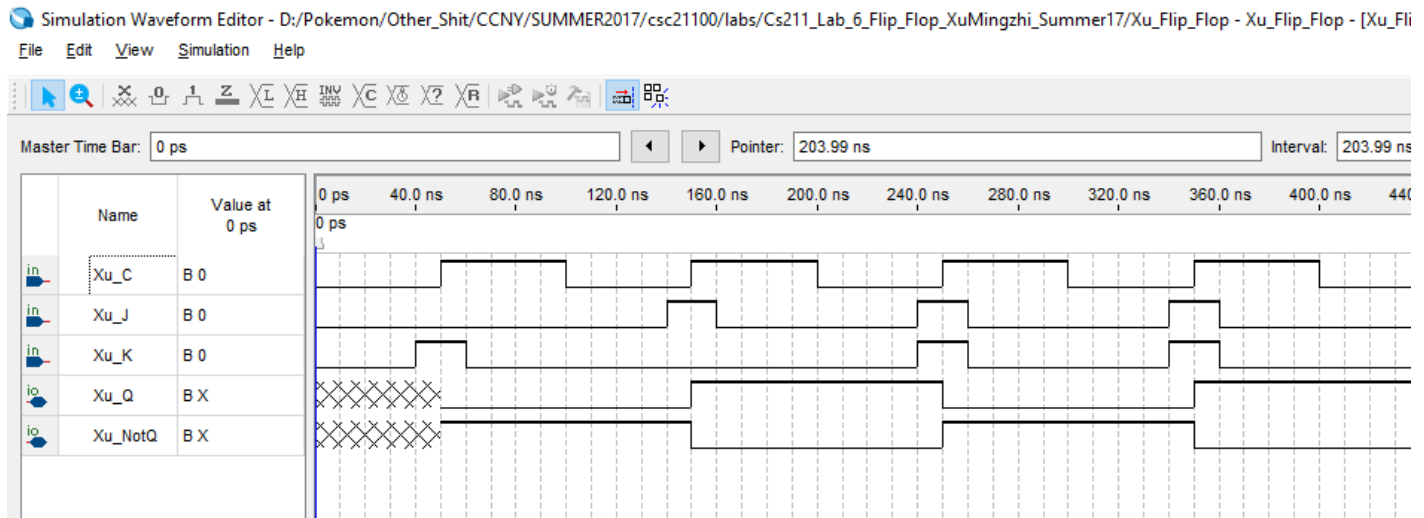 Simulation Waveform Editor - D:/Pokemon/Other_Shit/CCNY/SUMMER2017/csc21100/labs/Cs211_Lab_6_Flip_Flop_XuMingzhi_Summer17/Xu_Flip_Flop - Xu_Flip_Flop - [Xu_Fli
File Edit View Simulation Help
Master Time Bar: 0 ps Pointer: 203.99 ns Interval: 203.99 ns
Name Value at 0 ps
0 ps 40.0 ns 80.0 ns 120.0 ns 160.0 ns 200.0 ns 240.0 ns 280.0 ns 320.0 ns 360.0 ns 400.0 ns 440
0 ps
in Xu_C B 0
in Xu_J B 0
in Xu_K B 0
io Xu_Q B X
io Xu_NotQ B X